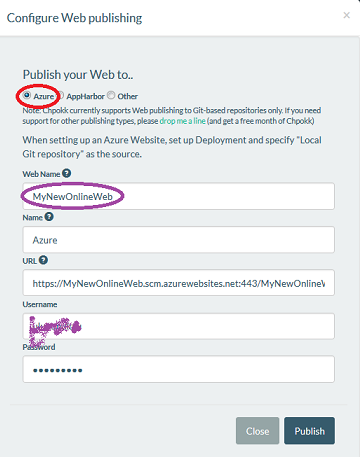 Configure Web publishing ×
Publish your Web to..
Azure AppHarbor Other
Note: Chpokk currently supports Web publishing to Git-based repositories only. If you need
support for other publishing types, please drop me a line (and get a free month of Chpokk)
When setting up an Azure Website, set up Deployment and specify "Local
Git repository" as the source.
Web Name ?
MyNewOnlineWeb
Name ?
Azure
URL ?
https://MyNewOnlineWeb.scm.azurewebsites.net:443/MyNewOnlineW
Username
Password
•••••••••
Close Publish